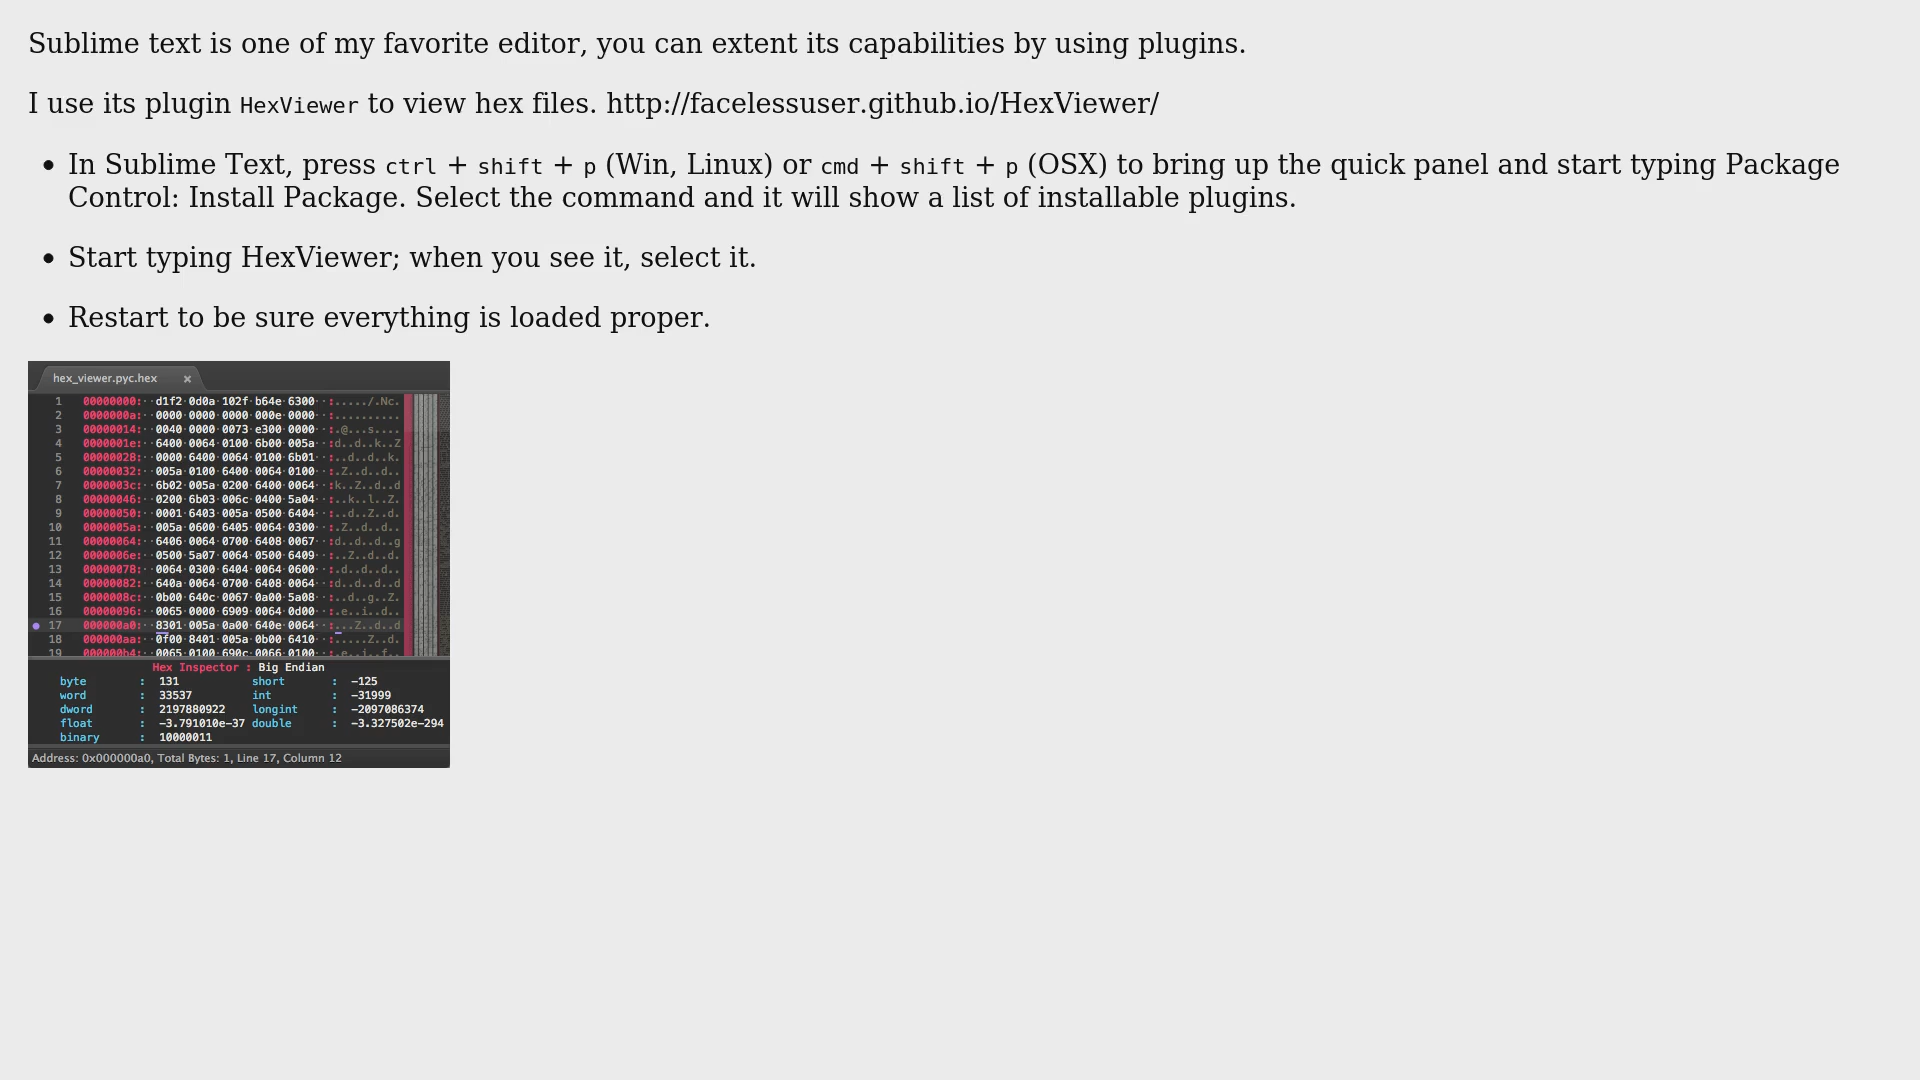 Sublime text is one of my favorite editor, you can extent its capabilities by using plugins.
I use its plugin HexViewer to view hex files. http://facelessuser.github.io/HexViewer/
• In Sublime Text, press ctrl + shift + p (Win, Linux) or cmd + shift + p (OSX) to bring up the quick panel and start typing Package
Control: Install Package. Select the command and it will show a list of installable plugins.
• Start typing HexViewer; when you see it, select it.
• Restart to be sure everything is loaded proper.
hex_viewer.pyc.hex ×
1 00000000:··d1f2·0d0a·102f·b64e·6300··:...../.Nc.
2 0000000a:··0000·0000·0000·000e·0000··:..........
3 00000014:··0040·0000·0073·e300·0000··:.@...s....
4 0000001e:··6400·0064·0100·6b00·005a··:d..d..k..Z
5 00000028:··0000·6400·0064·0100·6b01··:..d..d..k.
6 00000032:··005a·0100·6400·0064·0100··:.Z..d..d..
7 0000003c:··6b02·005a·0200·6400·0064··:k..Z..d..d
8 00000046:··0200·6b03·006c·0400·5a04··:..k..l..Z.
9 00000050:··0001·6403·005a·0500·6404··:..d..Z..d.
10 0000005a:··005a·0600·6405·0064·0300··:.Z..d..d..
11 00000064:··6406·0064·0700·6408·0067··:d..d..d..g
12 0000006e:··0500·5a07·0064·0500·6409··:..Z..d..d.
13 00000078:··0064·0300·6404·0064·0600··:.d..d..d..
14 00000082:··640a·0064·0700·6408·0064··:d..d..d..d
15 0000008c:··0b00·640c·0067·0a00·5a08··:..d..g..Z.
16 00000096:··0065·0000·6909·0064·0d00··:.e..i..d..
17 000000a0:··8301·005a·0a00·640e·0064··:...Z..d..d
18 000000aa:··0f00·8401·005a·0b00·6410··:.....Z..d.
19 000000b4:··0065·0100·690c·0066·0100··:.e..i..f..
Hex Inspector : Big Endian
byte : 131 short : -125
word : 33537 int : -31999
dword : 2197880922 longint : -2097086374
float : -3.791010e-37 double : -3.327502e-294
binary : 10000011
Address: 0x000000a0, Total Bytes: 1, Line 17, Column 12